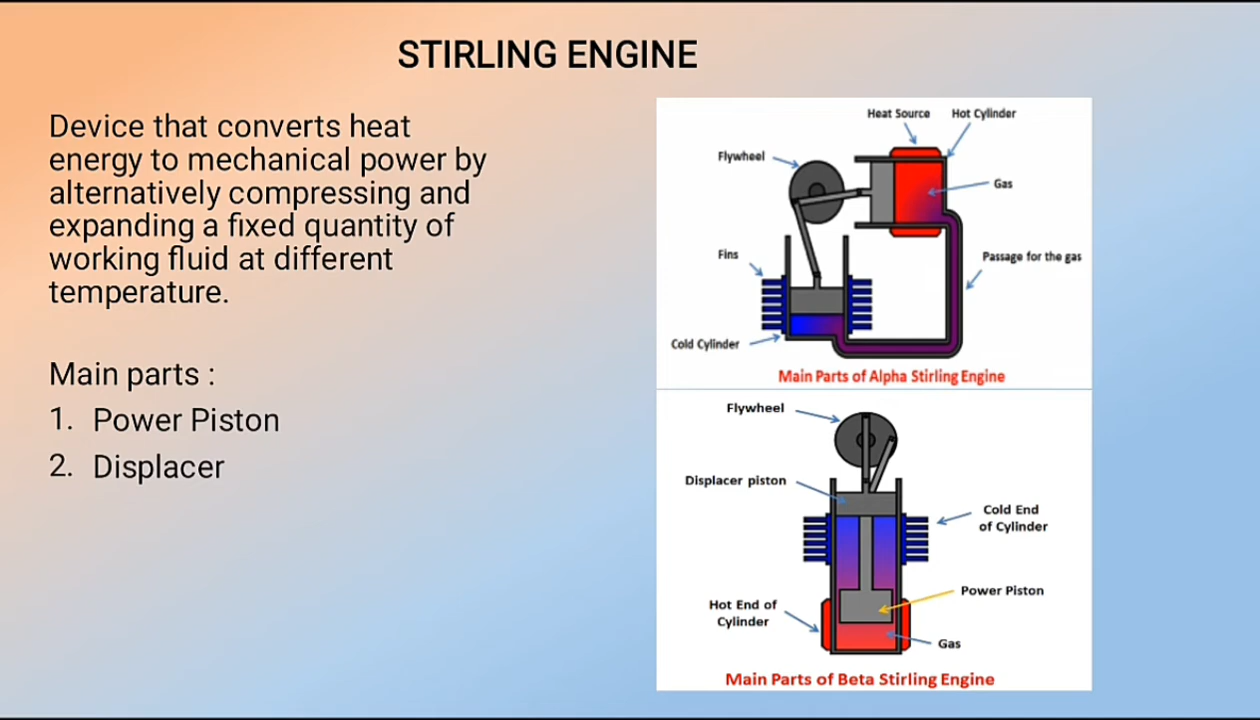 STIRLING ENGINE
Device that converts heat
energy to mechanical power by
alternatively compressing and
expanding a fixed quantity of
working fluid at different
temperature.
Main parts :
1. Power Piston
2. Displacer
Heat Source
Hot Cylinder
Flywheel
Gas
Fins
Passage for the gas
Cold Cylinder
Main Parts of Alpha Stirling Engine
Flywheel
Displacer piston
Cold End
of Cylinder
Power Piston
Hot End of
Cylinder
Gas
Main Parts of Beta Stirling Engine